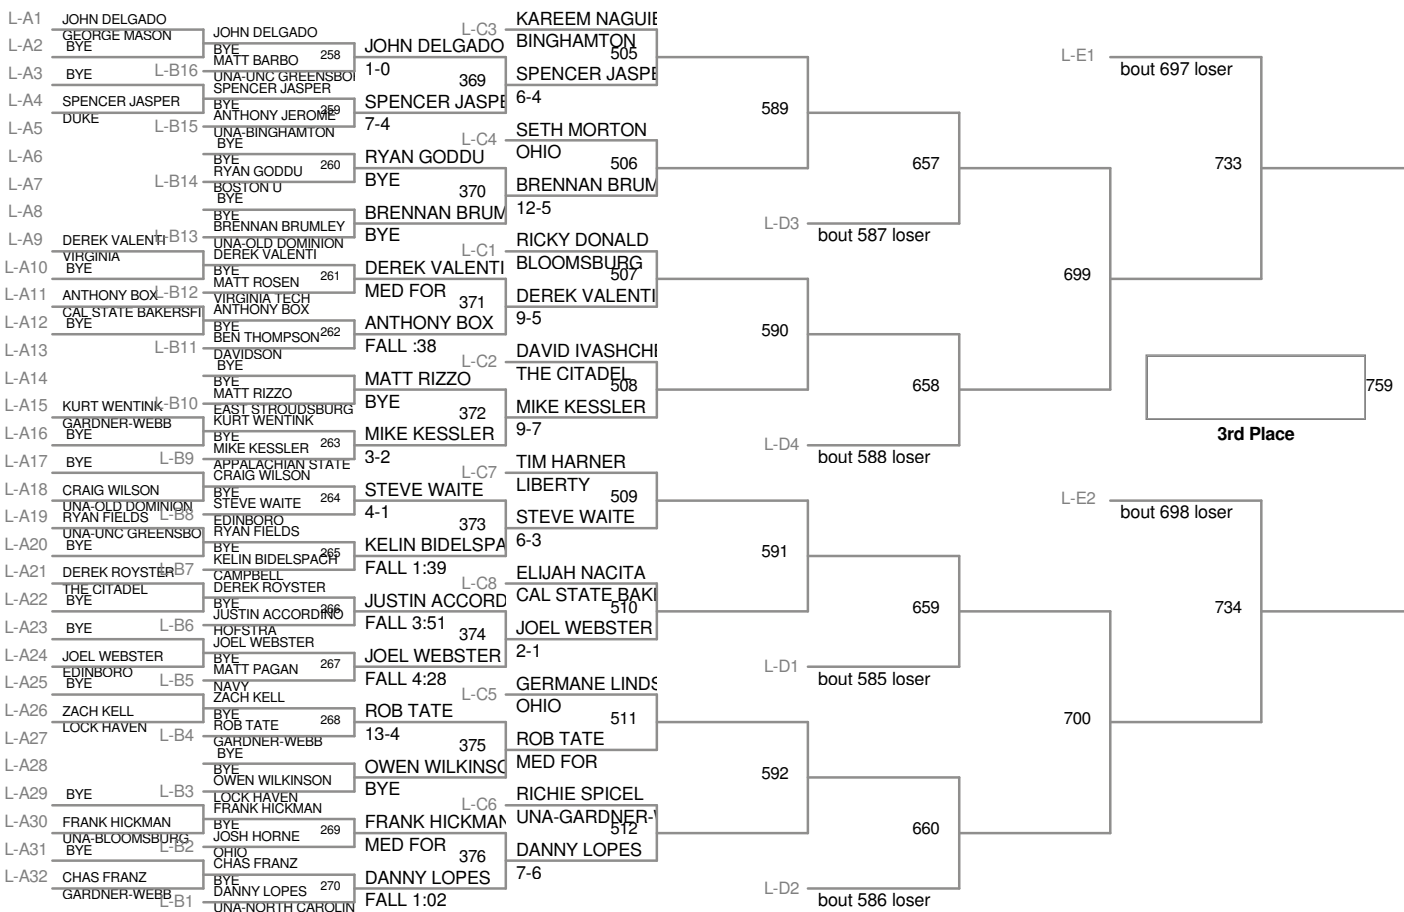 L-A1
L-A2
L-A3
L-A4
L-A5
L-A6
L-A7
L-A8
L-A9
L-A10
L-A11
L-A12
L-A13
L-A14
L-A15
L-A16
L-A17
L-A18
L-A19
L-A20
L-A21
L-A22
L-A23
L-A24
L-A25
L-A26
L-A27
L-A28
L-A29
L-A30
L-A31
L-A32
JOHN DELGADO
GEORGE MASON
BYE
BYE
SPENCER JASPER
DUKE
DEREK VALENTI
VIRGINIA
BYE
ANTHONY BOX
CAL STATE BAKERSFI
BYE
KURT WENTINK
GARDNER-WEBB
BYE
BYE
CRAIG WILSON
UNA-OLD DOMINION
RYAN FIELDS
UNA-UNC GREENSBO
BYE
DEREK ROYSTER
THE CITADEL
BYE
BYE
JOEL WEBSTER
EDINBORO
BYE
ZACH KELL
LOCK HAVEN
BYE
FRANK HICKMAN
UNA-BLOOMSBURG
BYE
CHAS FRANZ
GARDNER-WEBB
L-B16
L-B15
L-B14
L-B13
L-B12
L-B11
L-B10
L-B9
L-B8
L-B7
L-B6
L-B5
L-B4
L-B3
L-B2
L-B1
JOHN DELGADO
BYE
258
MATT BARBO
UNA-UNC GREENSBOI
SPENCER JASPER
BYE
259
ANTHONY JEROME
UNA-BINGHAMTON
BYE
BYE
260
RYAN GODDU
BOSTON U
BYE
BYE
BRENNAN BRUMLEY
UNA-OLD DOMINION
DEREK VALENTI
BYE
261
MATT ROSEN
VIRGINIA TECH
ANTHONY BOX
BYE
262
BEN THOMPSON
DAVIDSON
BYE
BYE
MATT RIZZO
EAST STROUDSBURG
KURT WENTINK
BYE
263
MIKE KESSLER
APPALACHIAN STATE
CRAIG WILSON
BYE
264
STEVE WAITE
EDINBORO
RYAN FIELDS
BYE
265
KELIN BIDELSPACH
CAMPBELL
DEREK ROYSTER
BYE
266
JUSTIN ACCORDINO
HOFSTRA
JOEL WEBSTER
BYE
267
MATT PAGAN
NAVY
ZACH KELL
BYE
268
ROB TATE
GARDNER-WEBB
BYE
BYE
OWEN WILKINSON
LOCK HAVEN
FRANK HICKMAN
BYE
269
JOSH HORNE
OHIO
CHAS FRANZ
BYE
270
DANNY LOPES
UNA-NORTH CAROLIN
JOHN DELGADO
1-0
369
SPENCER JASPE
7-4
RYAN GODDU
BYE
370
BRENNAN BRUM
BYE
DEREK VALENTI
MED FOR
371
ANTHONY BOX
FALL :38
MATT RIZZO
BYE
372
MIKE KESSLER
3-2
STEVE WAITE
4-1
373
KELIN BIDELSPA
FALL 1:39
JUSTIN ACCORD
FALL 3:51
374
JOEL WEBSTER
FALL 4:28
ROB TATE
13-4
375
OWEN WILKINSO
BYE
FRANK HICKMAN
MED FOR
376
DANNY LOPES
FALL 1:02
L-C3
KAREEM NAGUIE
BINGHAMTON
505
SPENCER JASPE
6-4
L-C4
SETH MORTON
OHIO
506
BRENNAN BRUM
12-5
L-C1
RICKY DONALD
BLOOMSBURG
507
DEREK VALENTI
9-5
L-C2
DAVID IVASHCHE
THE CITADEL
508
MIKE KESSLER
9-7
L-C7
TIM HARNER
LIBERTY
509
STEVE WAITE
6-3
L-C8
ELIJAH NACITA
CAL STATE BAKI
510
JOEL WEBSTER
2-1
L-C5
GERMANE LINDS
OHIO
511
ROB TATE
MED FOR
L-C6
RICHIE SPICEL
UNA-GARDNER-W
512
DANNY LOPES
7-6
589
L-D3
bout 587 loser
590
L-D4
bout 588 loser
591
L-D1
bout 585 loser
592
L-D2
bout 586 loser
657
658
659
660
L-E1
bout 697 loser
699
L-E2
bout 698 loser
700
733
734
759
3rd Place